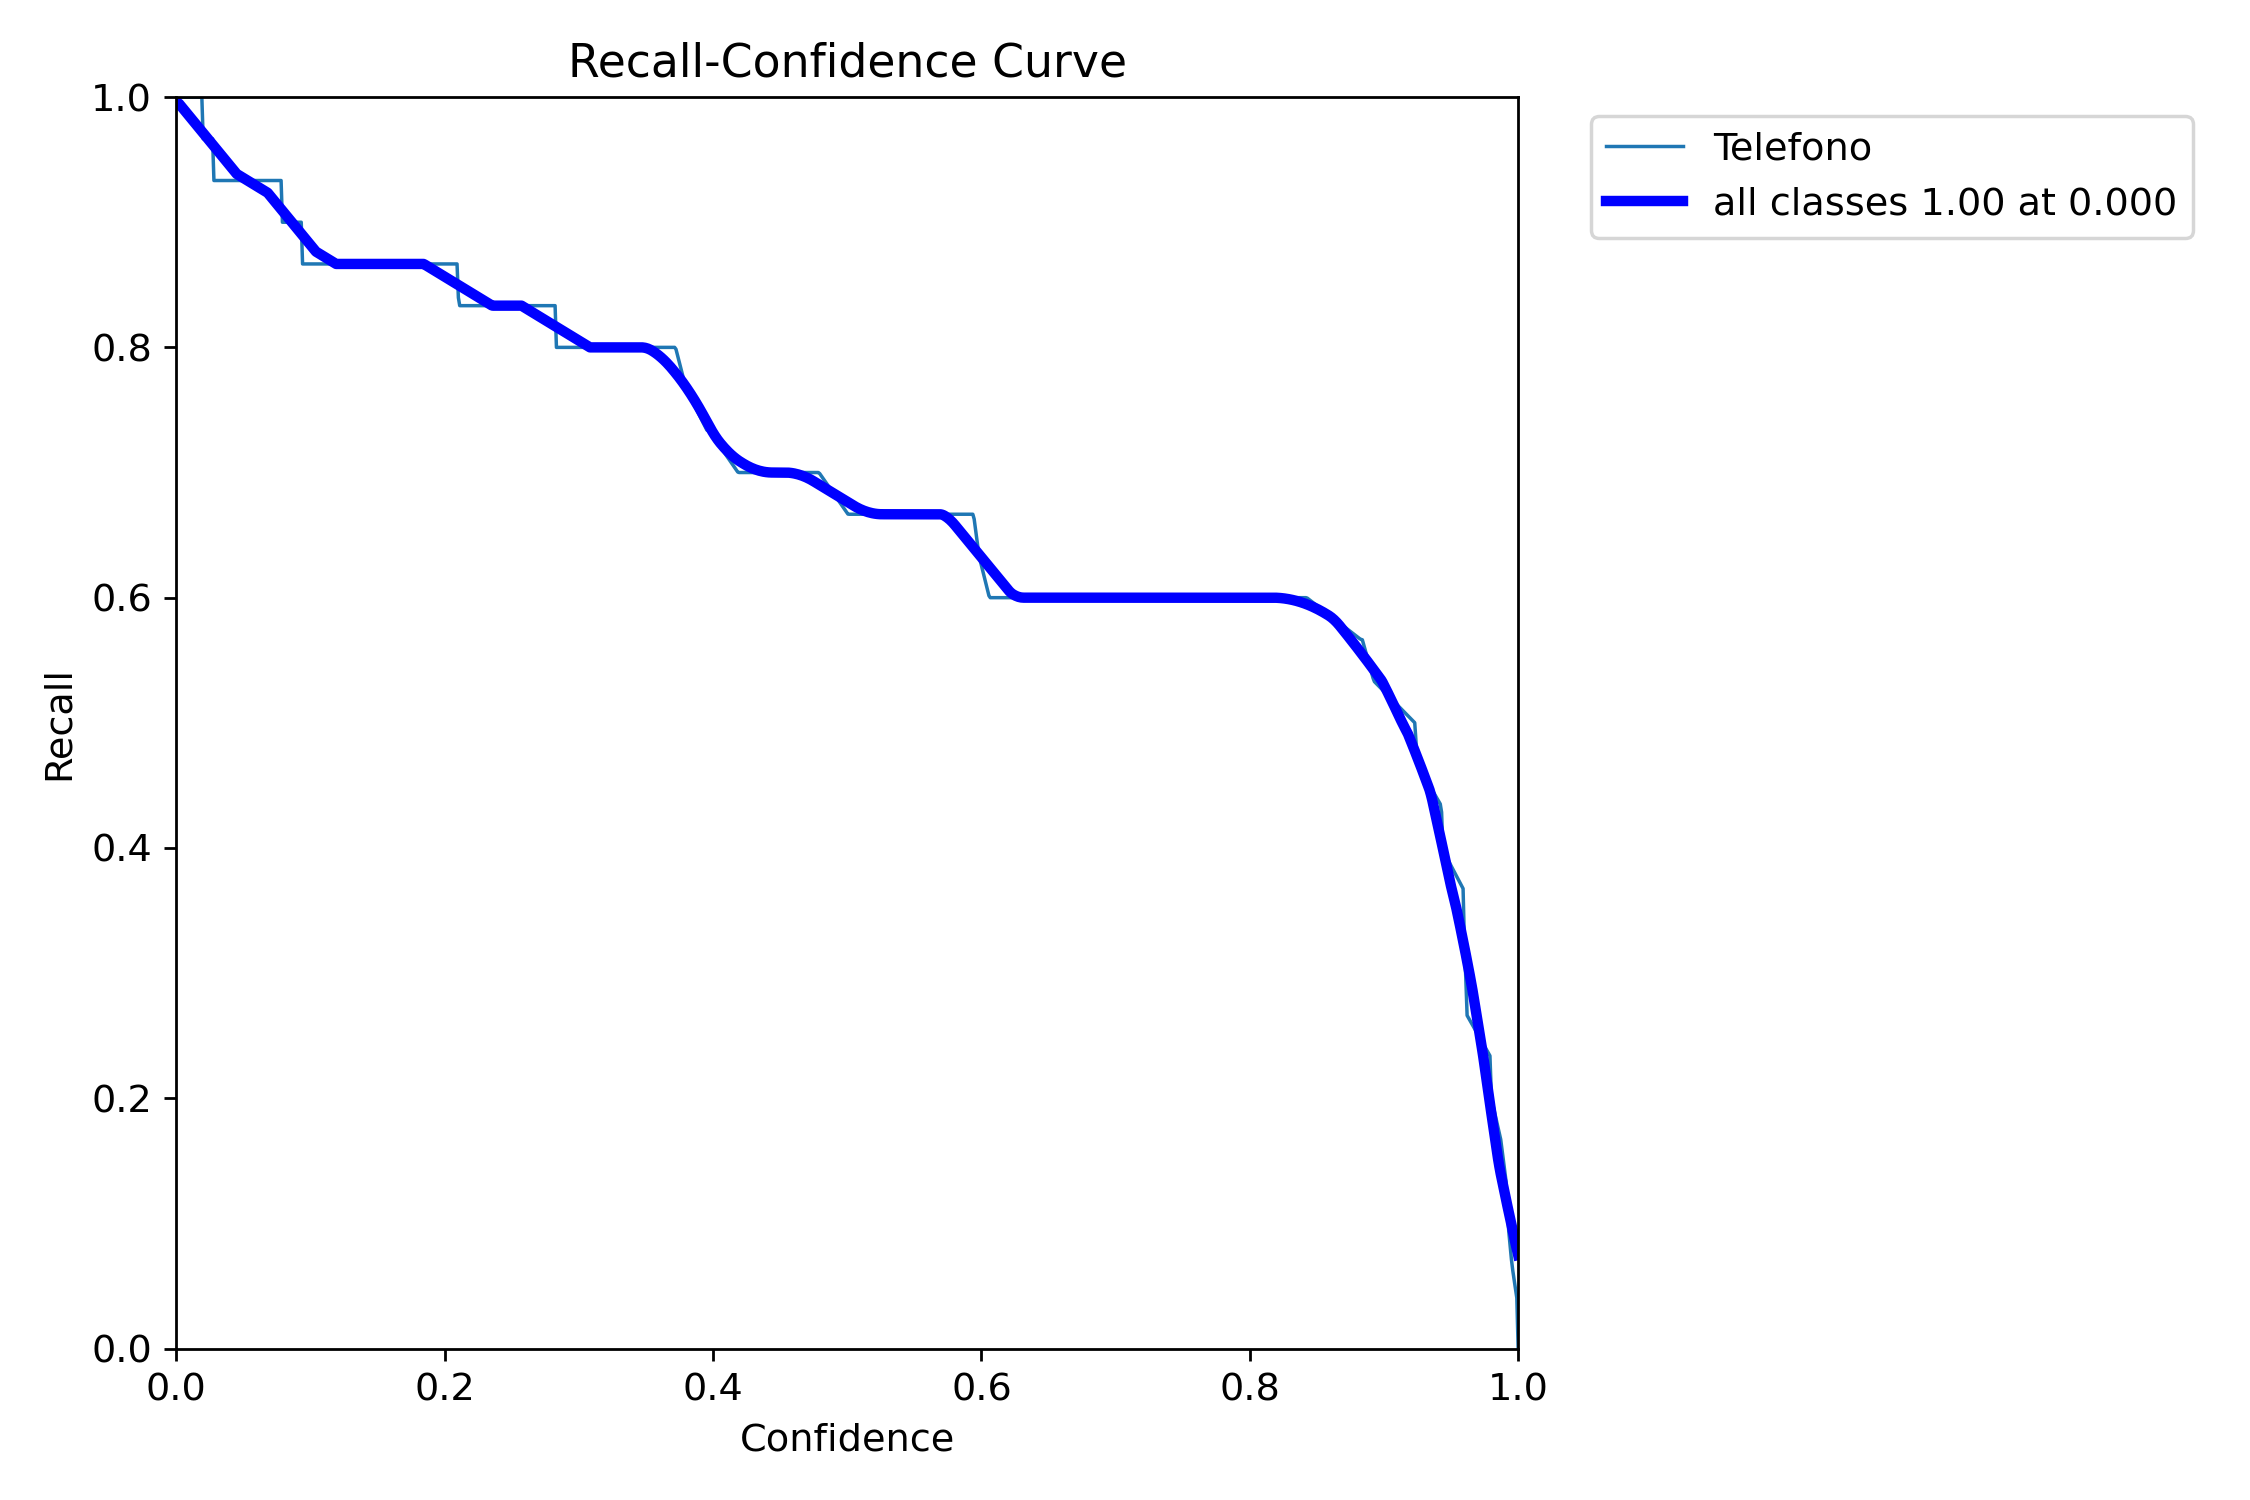 Recall-Confidence Curve
1.0
0.8
0.6
0.4
0.2
0.0
Recall
0.0 0.2 0.4 0.6 0.8 1.0
Confidence
Telefono
all classes 1.00 at 0.000